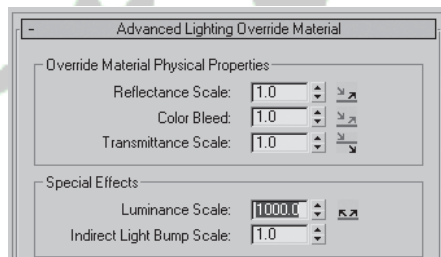 - Advanced Lighting Override Material
Override Material Physical Properties
Reflectance Scale: 1.0
Color Bleed: 1.0
Transmittance Scale: 1.0
Special Effects
Luminance Scale: 1000.0
Indirect Light Bump Scale: 1.0